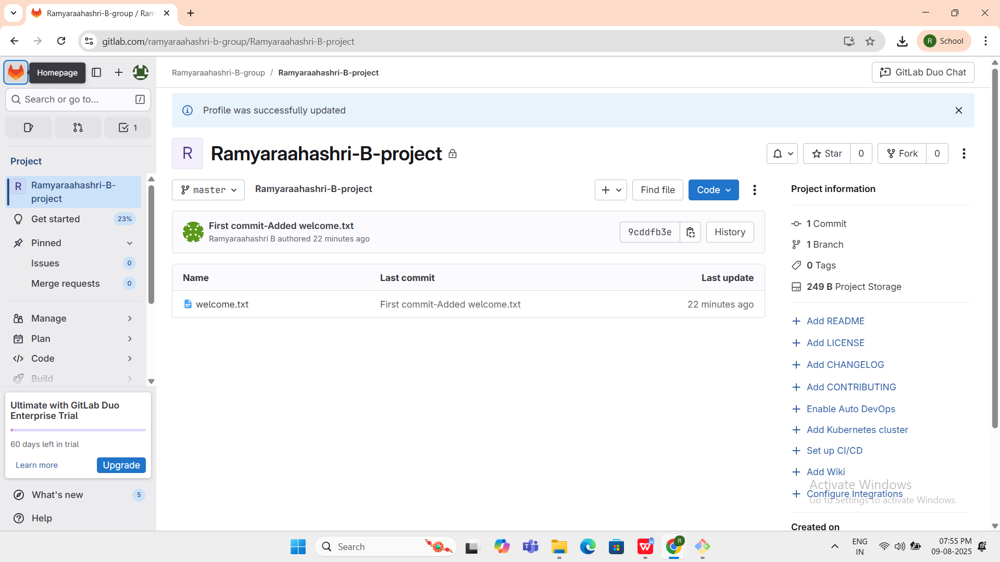 Ramyaraahashri-B-group / Ram
gitlab.com/ramyaraahashri-b-group/Ramyaraahashri-B-project
R School
Homepage
Ramyaraahashri-B-group / Ramyaraahashri-B-project
GitLab Duo Chat
Search or go to... /
1
Profile was successfully updated
Project
R Ramyaraahashri-B-
project
Get started 23%
Pinned
Issues 0
Merge requests 0
Manage
Plan
Code
Build
Ultimate with GitLab Duo
Enterprise Trial
60 days left in trial
Learn more Upgrade
What's new 5
Help
R Ramyaraahashri-B-project
Star 0 Fork 0
master Ramyaraahashri-B-project
Find file Code
First commit-Added welcome.txt
Ramyaraahashri B authored 22 minutes ago
9cddfb3e History
Name Last commit Last update
welcome.txt First commit-Added welcome.txt 22 minutes ago
Project information
1 Commit
1 Branch
0 Tags
249 B Project Storage
Add README
Add LICENSE
Add CHANGELOG
Add CONTRIBUTING
Enable Auto DevOps
Add Kubernetes cluster
Set up CI/CD
Add Wiki
Configure Integrations
Created on
Activate Windows
Go to Settings to activate Windows.
Search
ENG
IN
07:55 PM
09-08-2025